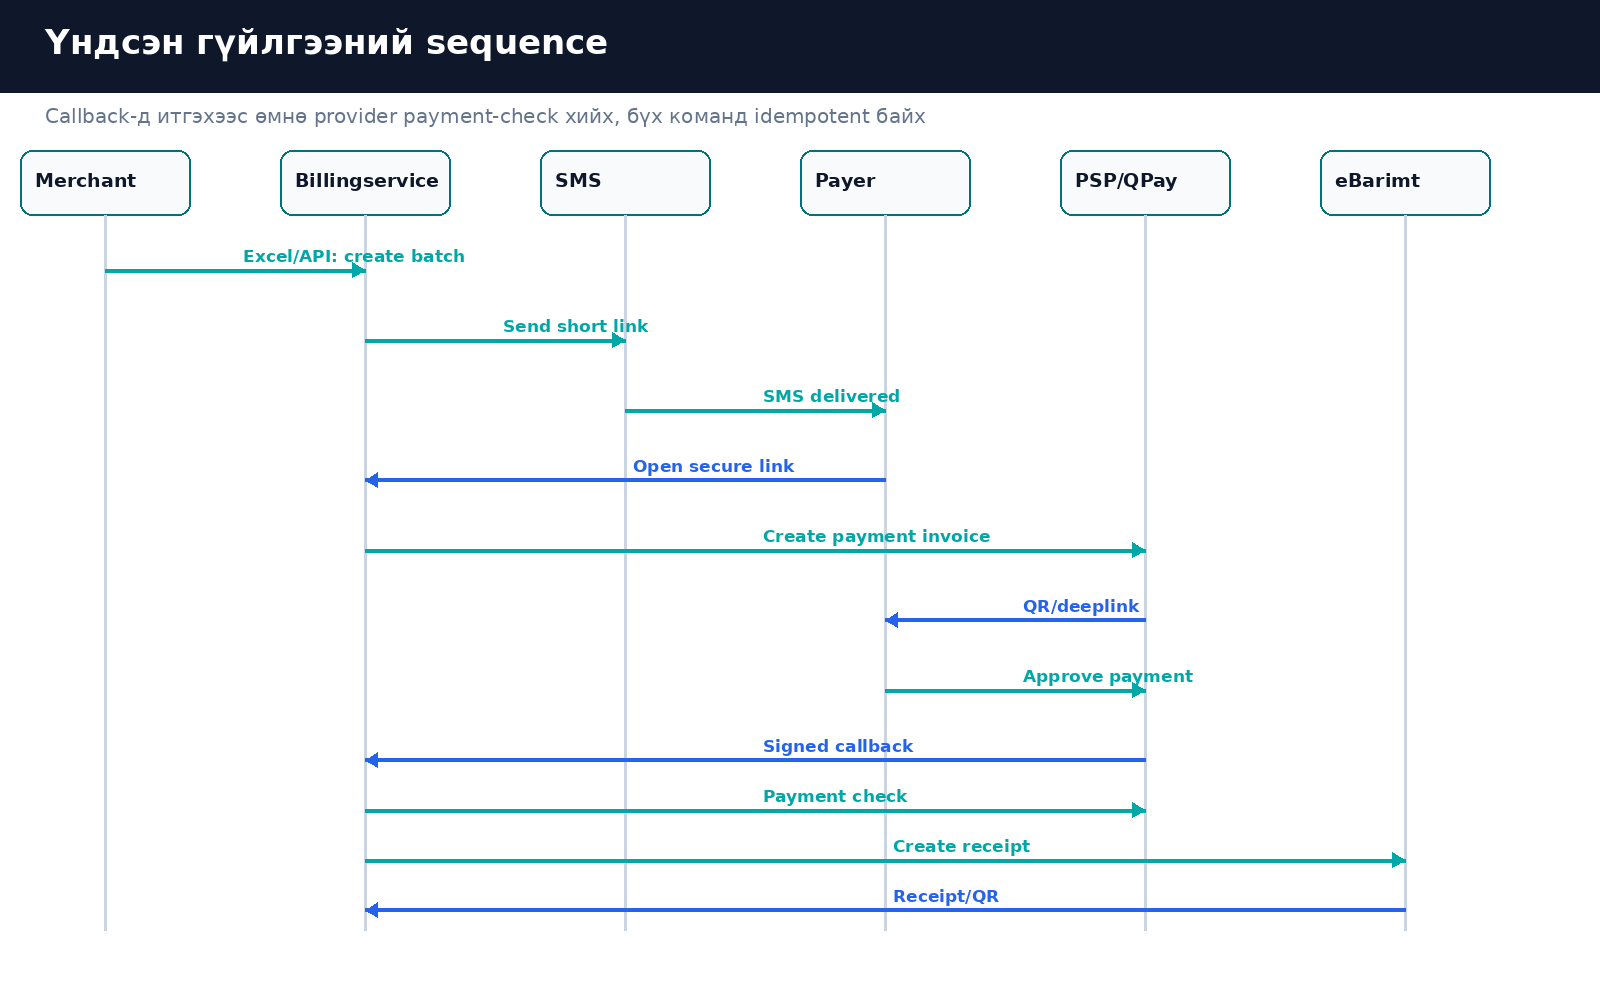 Үндсэн гүйлгээний sequence
Callback-д итгэхээс өмнө provider payment-check хийх, бүх команд idempotent байх
Merchant
Billingservice
SMS
Payer
PSP/QPay
eBarimt
Excel/API: create batch
Send short link
SMS delivered
Open secure link
Create payment invoice
QR/deeplink
Approve payment
Signed callback
Payment check
Create receipt
Receipt/QR